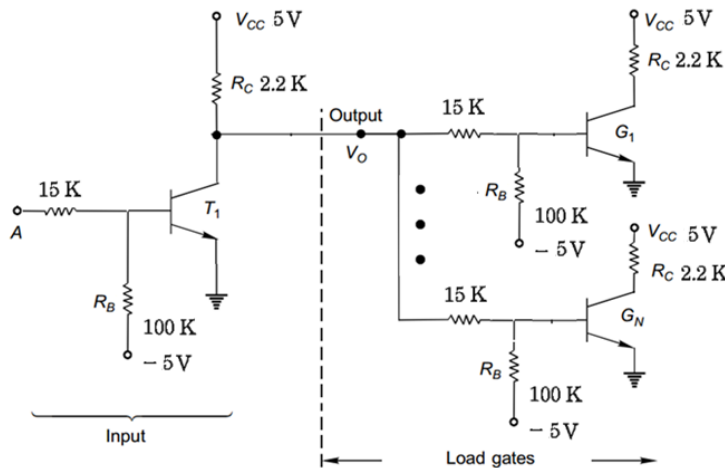 V_CC 5 V
R_C 2.2 K
15 K
A
T_1
R_B
100 K
– 5 V
Input
Output
V_O
15 K
R_B
100 K
– 5 V
V_CC 5 V
R_C 2.2 K
G_1
15 K
R_B
100 K
– 5 V
V_CC 5 V
R_C 2.2 K
G_N
Load gates